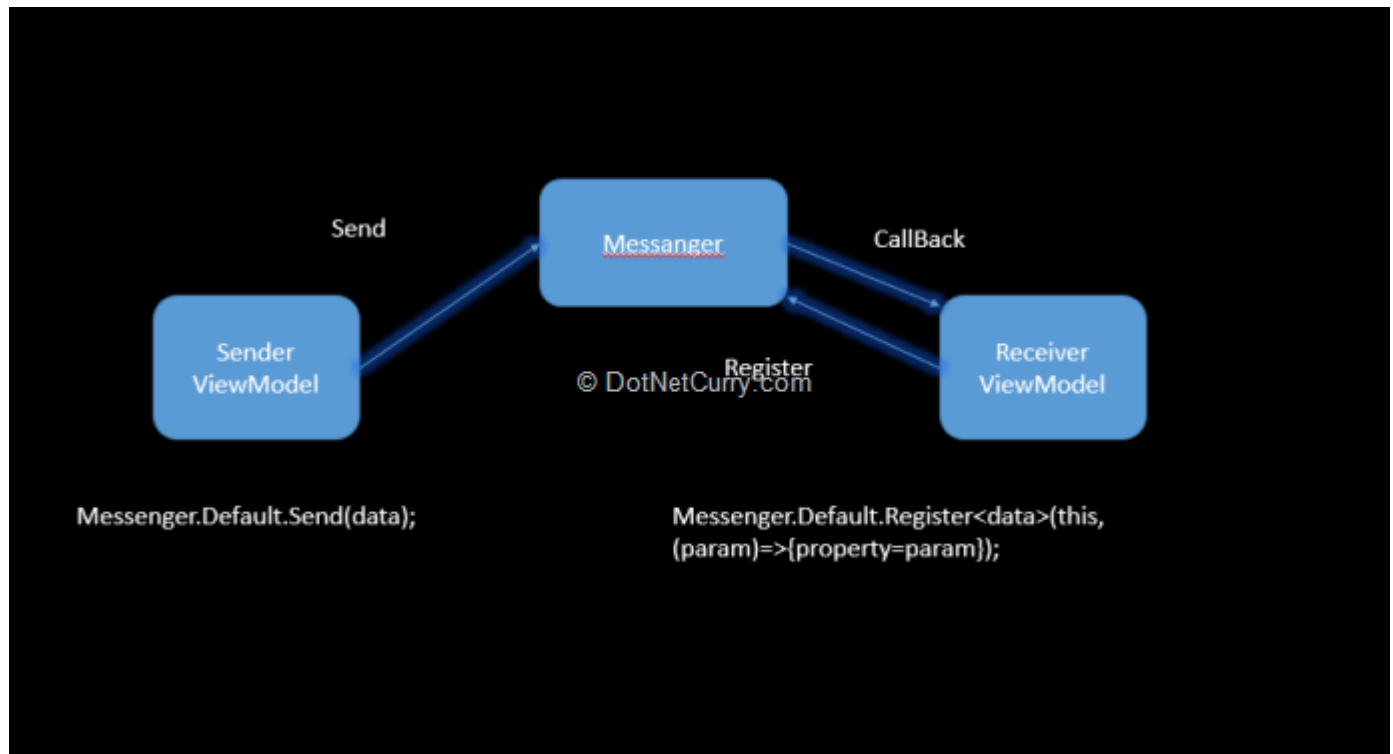 Send
Messanger
CallBack
Sender
ViewModel
Register
© DotNetCurry.com
Receiver
ViewModel
Messenger.Default.Send(data);
Messenger.Default.Register<data>(this,
(param)=>{property=param});